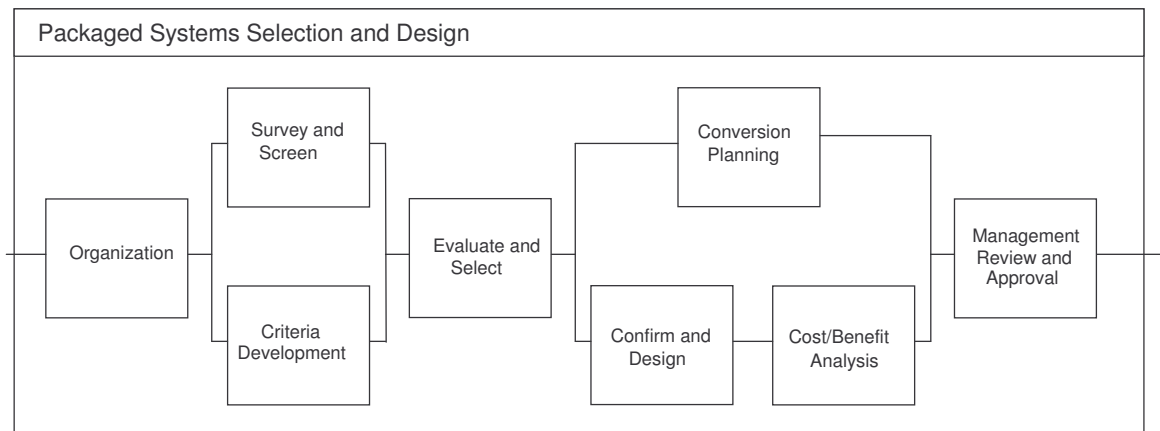 Packaged Systems Selection and Design
Survey and
Screen
Conversion
Planning
Organization
Evaluate and
Select
Management
Review and
Approval
Criteria
Development
Confirm and
Design
Cost/Benefit
Analysis